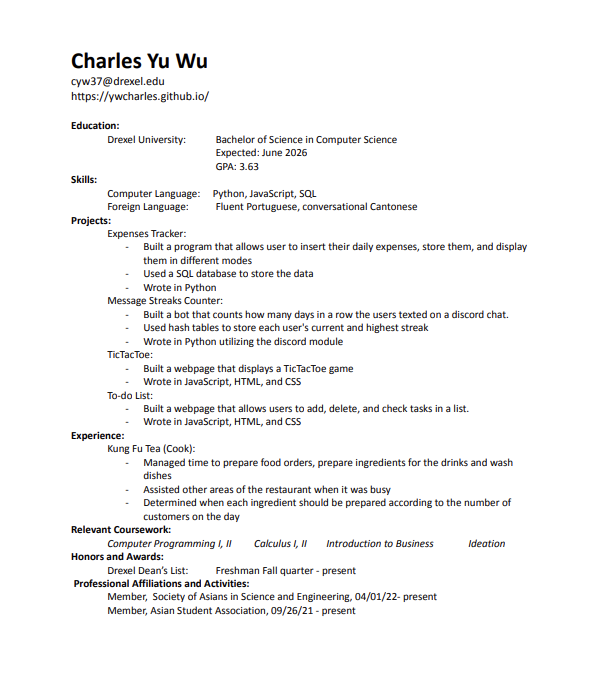 Charles Yu Wu
cyw37@drexel.edu
https://ywcharles.github.io/
Education:
Drexel University: Bachelor of Science in Computer Science
Expected: June 2026
GPA: 3.63
Skills:
Computer Language: Python, JavaScript, SQL
Foreign Language: Fluent Portuguese, conversational Cantonese
Projects:
Expenses Tracker:
- Built a program that allows user to insert their daily expenses, store them, and display
them in different modes
- Used a SQL database to store the data
- Wrote in Python
Message Streaks Counter:
- Built a bot that counts how many days in a row the users texted on a discord chat.
- Used hash tables to store each user's current and highest streak
- Wrote in Python utilizing the discord module
TicTacToe:
- Built a webpage that displays a TicTacToe game
- Wrote in JavaScript, HTML, and CSS
To-do List:
- Built a webpage that allows users to add, delete, and check tasks in a list.
- Wrote in JavaScript, HTML, and CSS
Experience:
Kung Fu Tea (Cook):
- Managed time to prepare food orders, prepare ingredients for the drinks and wash
dishes
- Assisted other areas of the restaurant when it was busy
- Determined when each ingredient should be prepared according to the number of
customers on the day
Relevant Coursework:
Computer Programming I, II Calculus I, II Introduction to Business Ideation
Honors and Awards:
Drexel Dean's List: Freshman Fall quarter - present
Professional Affiliations and Activities:
Member, Society of Asians in Science and Engineering, 04/01/22- present
Member, Asian Student Association, 09/26/21 - present